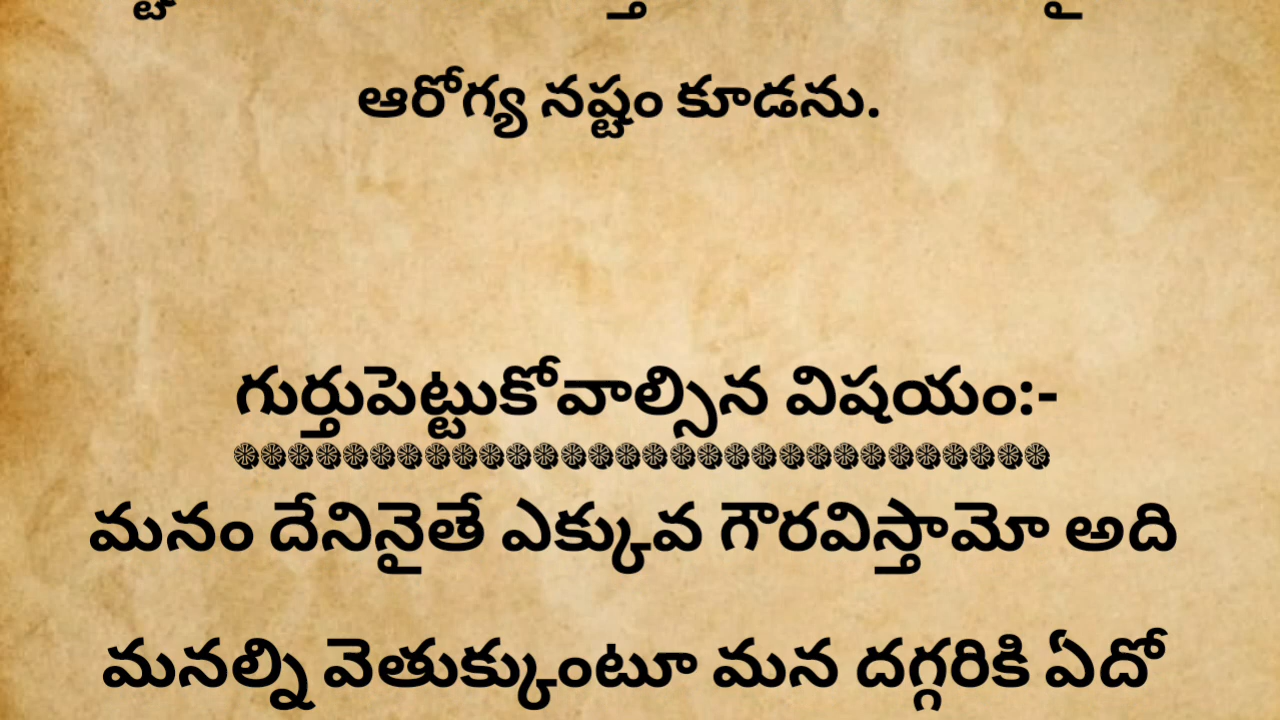 ఆరోగ్య నష్టం కూడను.
గుర్తుపెట్టుకోవాల్సిన విషయం:-
మనం దేనినైతే ఎక్కువ గౌరవిస్తామో అది
మనల్ని వెతుక్కుంటూ మన దగ్గరికి ఏదో